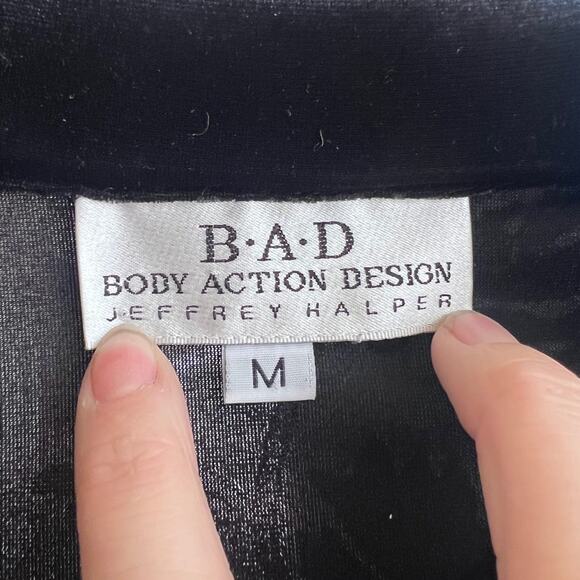 B·A·D
BODY ACTION DESIGN
JEFFREY HALPER
M